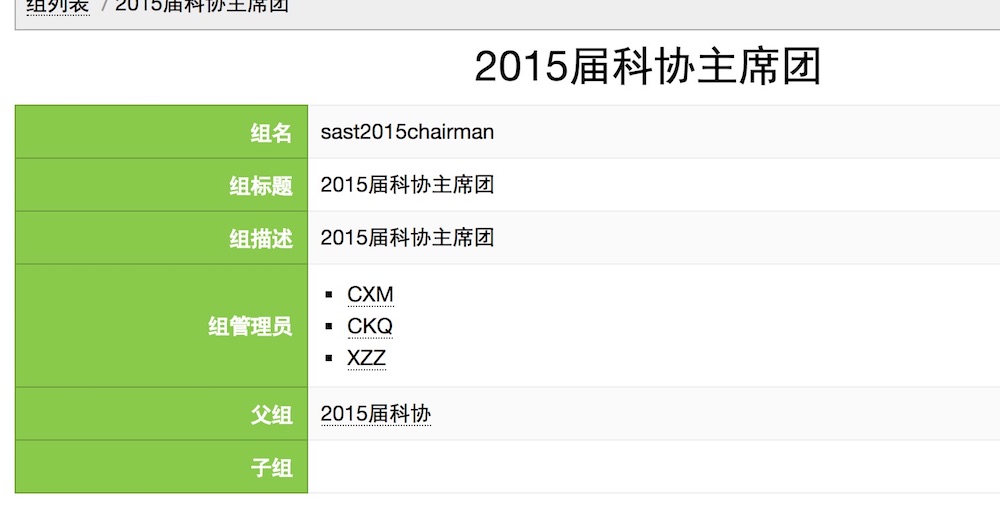 组列表 / 2015届科协主席团
2015届科协主席团
组名 sast2015chairman
组标题 2015届科协主席团
组描述 2015届科协主席团
组管理员
CXM
CKQ
XZZ
父组 2015届科协
子组